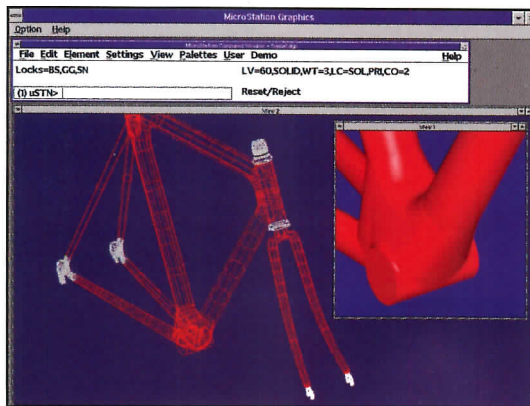 MicroStation Graphics
Option Help
File Edit Element Settings View Palettes User Demo Help
Locks=BS,GG,SN LV=60,SOLID,WT=3,LC=SOL,PRI,CO=2
(1) uSTN> Reset/Reject
View 2
View 1